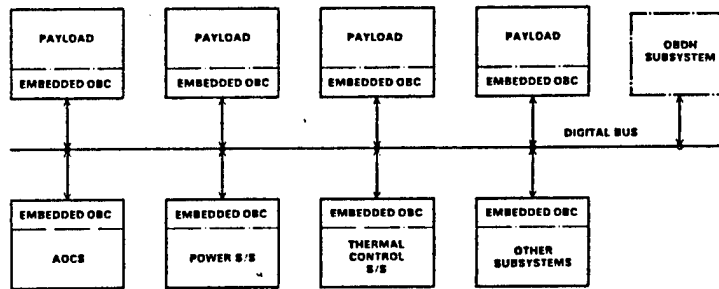 PAYLOAD
EMBEDDED OBC
PAYLOAD
EMBEDDED OBC
PAYLOAD
EMBEDDED OBC
PAYLOAD
EMBEDDED OBC
OBDH
SUBSYSTEM
DIGITAL BUS
EMBEDDED OBC
AOCS
EMBEDDED OBC
POWER S/S
EMBEDDED OBC
THERMAL
CONTROL
S/S
EMBEDDED OBC
OTHER
SUBSYSTEMS